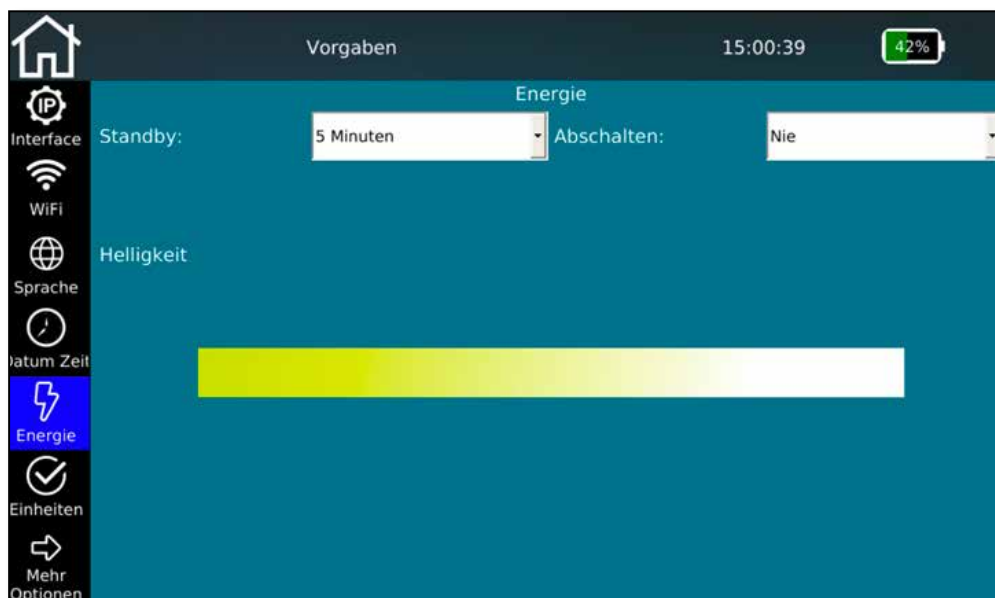 Vorgaben 15:00:39 42%
Energie
IP
Interface
Standby: 5 Minuten Abschalten: Nie
WiFi
Helligkeit
Sprache
Datum Zeit
Energie
Einheiten
Mehr
Optionen